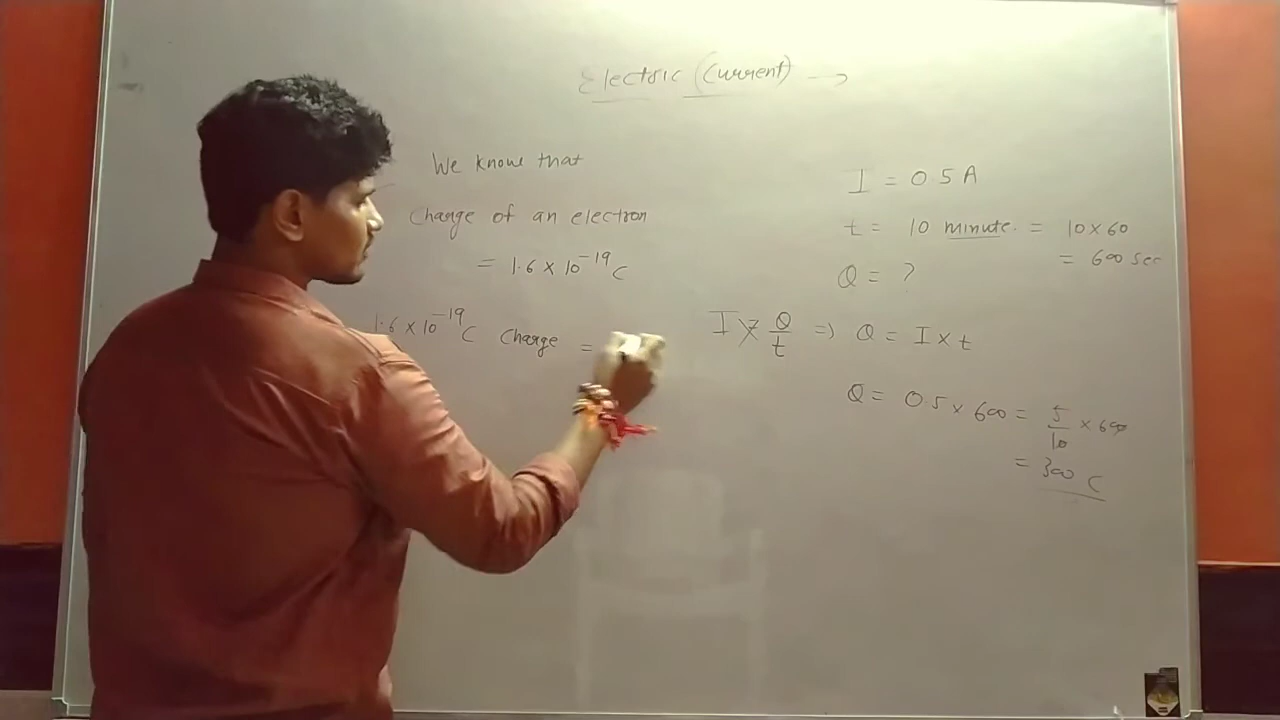 Electric (Current) →
We know that
Charge of an electron
= 1.6 × 10⁻¹⁹ C
1.6 × 10⁻¹⁹ C Charge =
I = 0.5 A
t = 10 minute. = 10 × 60
= 600 sec
Q = ?
I = Q/t ⇒ Q = I × t
Q = 0.5 × 600 = 5/10 × 600
= 300 C